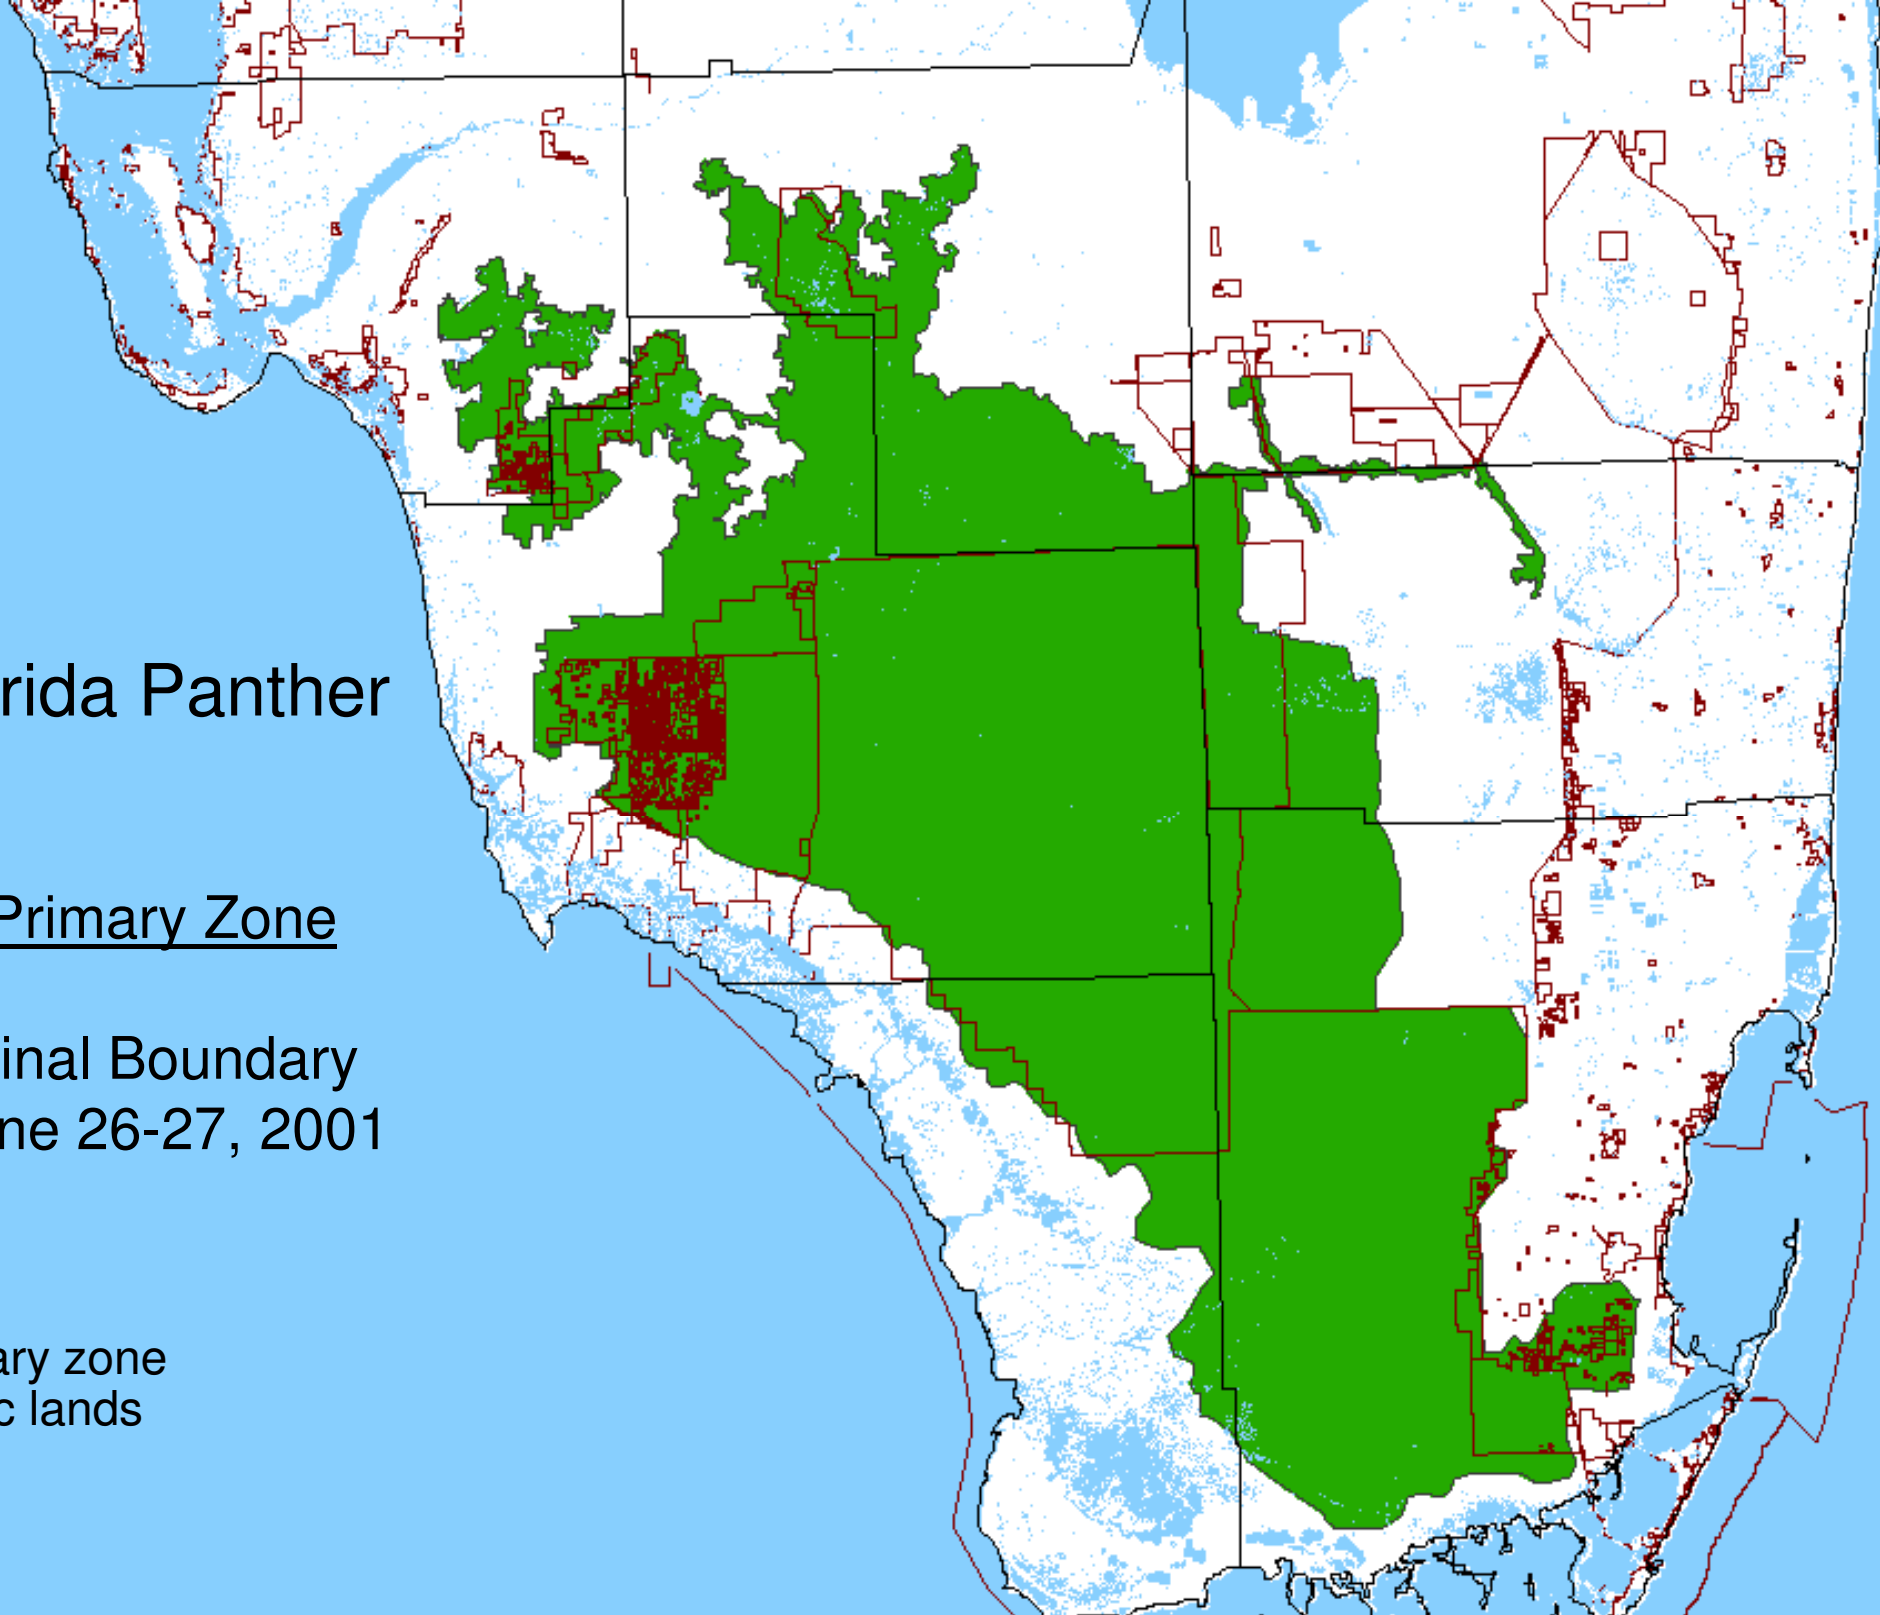 rida Panther
Primary Zone
inal Boundary
ne 26-27, 2001
ary zone
c lands